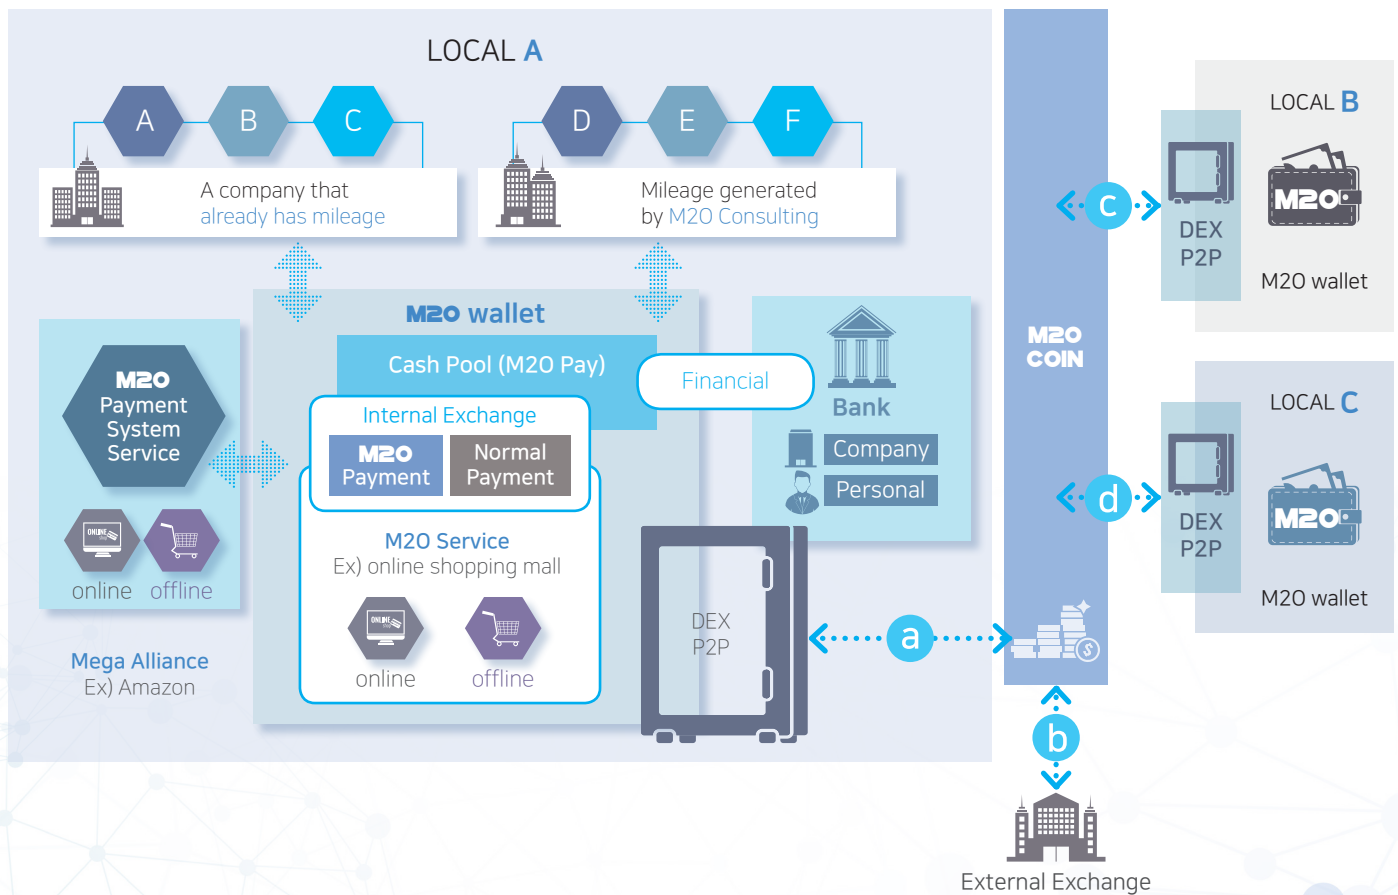 LOCAL A
A
B
C
D
E
F
A company that
already has mileage
Mileage generated
by M2O Consulting
M2O wallet
Cash Pool (M2O Pay)
Financial
Internal Exchange
M2O
Payment
Normal
Payment
M2O
Payment
System
Service
ONLINE
online
offline
Mega Alliance
Ex) Amazon
M2O Service
Ex) online shopping mall
ONLINE
online
offline
Bank
Company
Personal
DEX
P2P
a
M2O
COIN
$
b
External Exchange
c
LOCAL B
M2O
DEX
P2P
M2O wallet
d
LOCAL C
M2O
DEX
P2P
M2O wallet